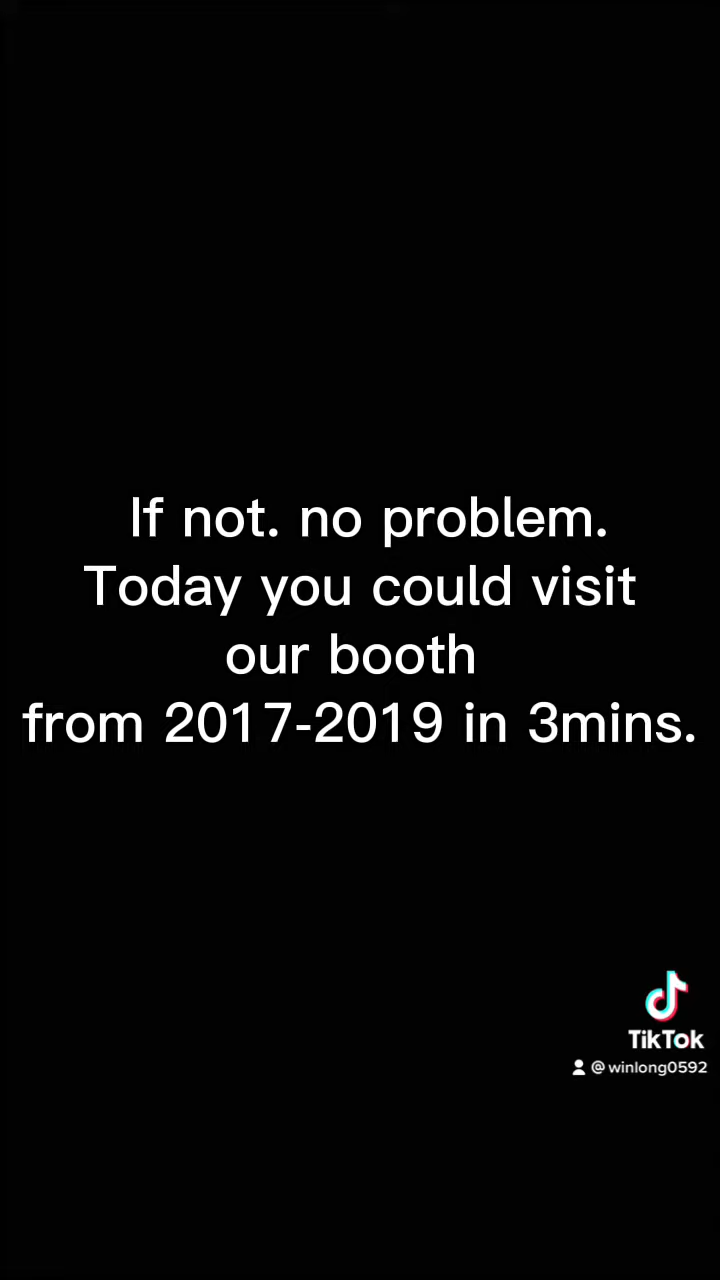 If not. no problem.
Today you could visit
our booth
from 2017-2019 in 3mins.
TikTok
@winlong0592